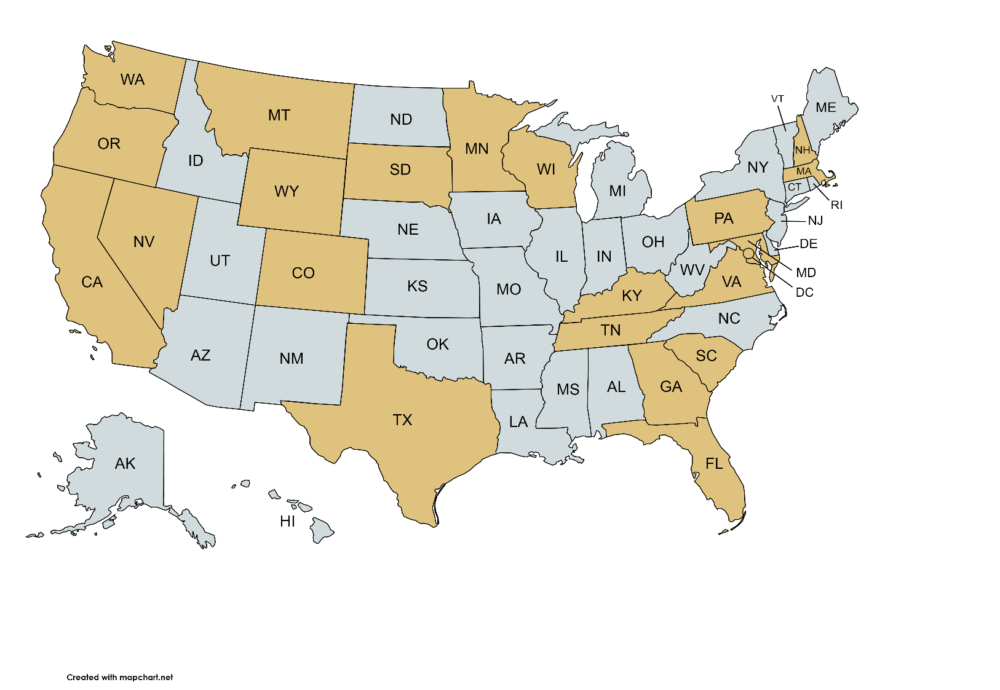 WA
MT
ND
MN
OR
ID
SD
WI
WY
MI
VT
ME
NH
NY
MA
CT
RI
IA
PA
NJ
NE
NV
UT
CO
IL
IN
OH
DE
CA
KS
MO
WV
MD
VA
DC
KY
NC
TN
AZ
NM
OK
AR
SC
MS
AL
GA
TX
LA
FL
AK
HI
Created with mapchart.net